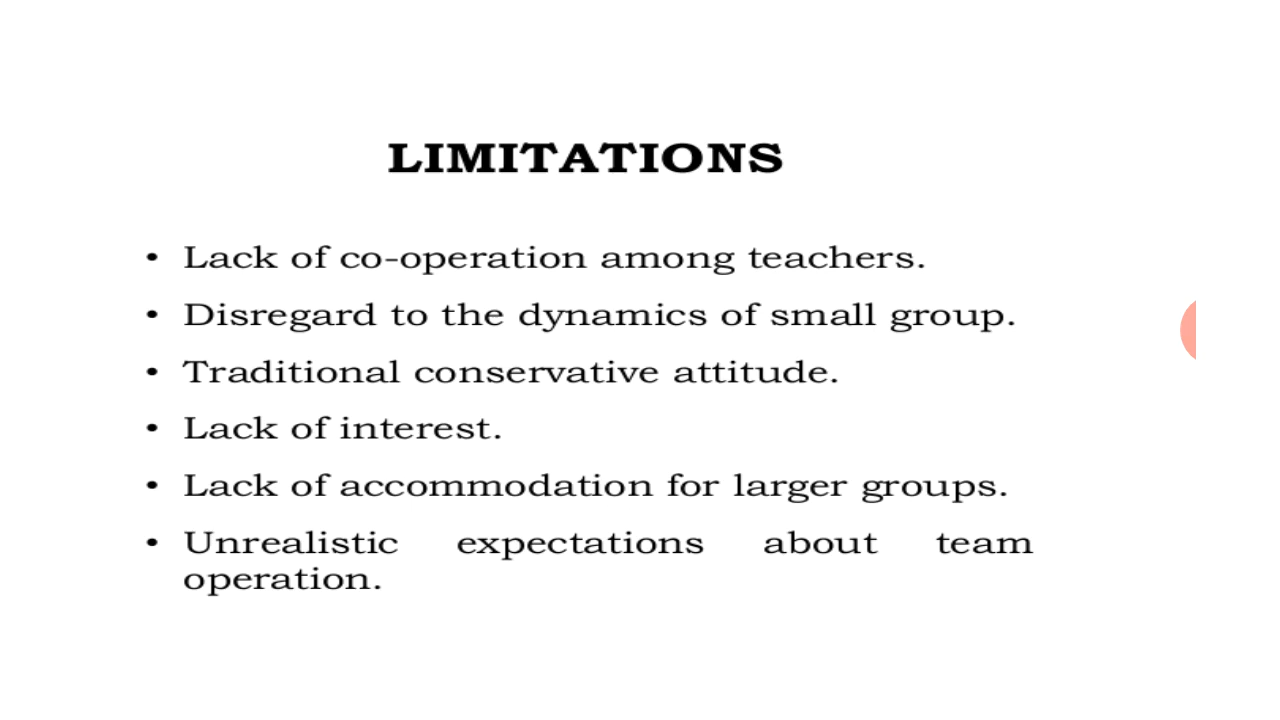 LIMITATIONS
• Lack of co-operation among teachers.
• Disregard to the dynamics of small group.
• Traditional conservative attitude.
• Lack of interest.
• Lack of accommodation for larger groups.
• Unrealistic expectations about team
operation.